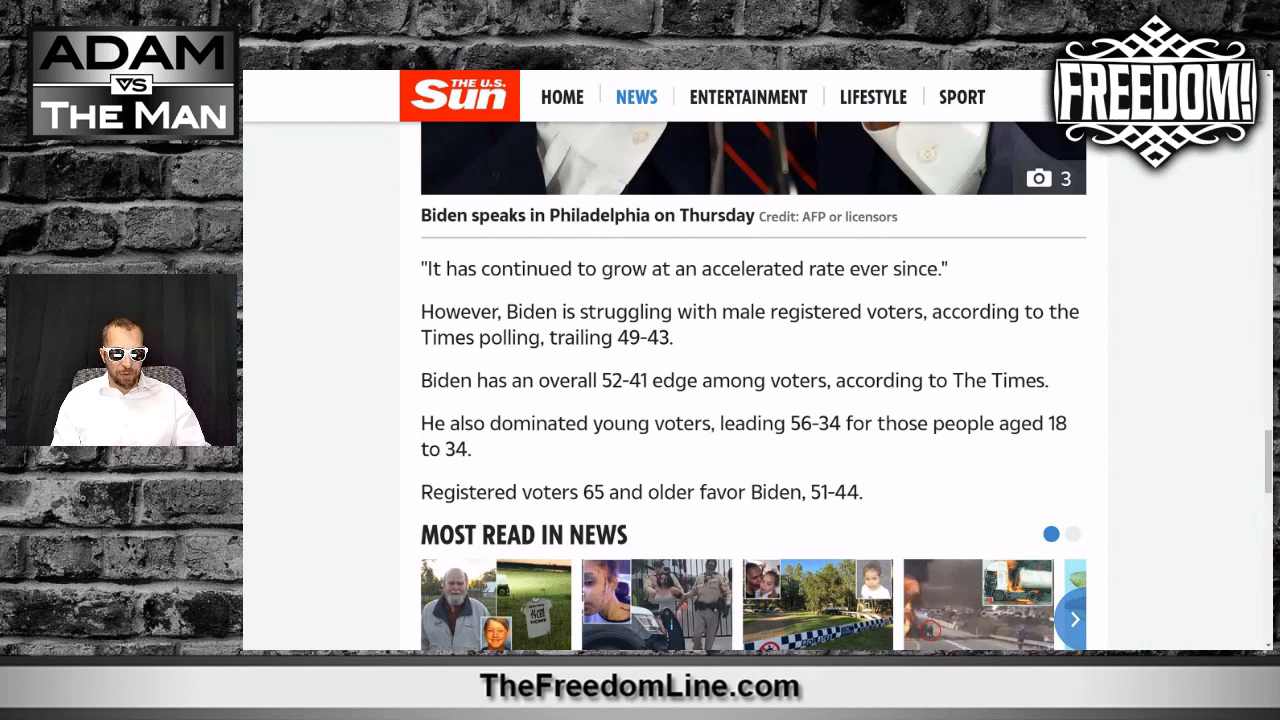 ADAM
VS
THE MAN
FREEDOM!
THE U.S.
Sun
HOME
NEWS
ENTERTAINMENT
LIFESTYLE
SPORT
3
Biden speaks in Philadelphia on Thursday Credit: AFP or licensors
"It has continued to grow at an accelerated rate ever since."
However, Biden is struggling with male registered voters, according to the
Times polling, trailing 49-43.
Biden has an overall 52-41 edge among voters, according to The Times.
He also dominated young voters, leading 56-34 for those people aged 18
to 34.
Registered voters 65 and older favor Biden, 51-44.
MOST READ IN NEWS
TheFreedomLine.com